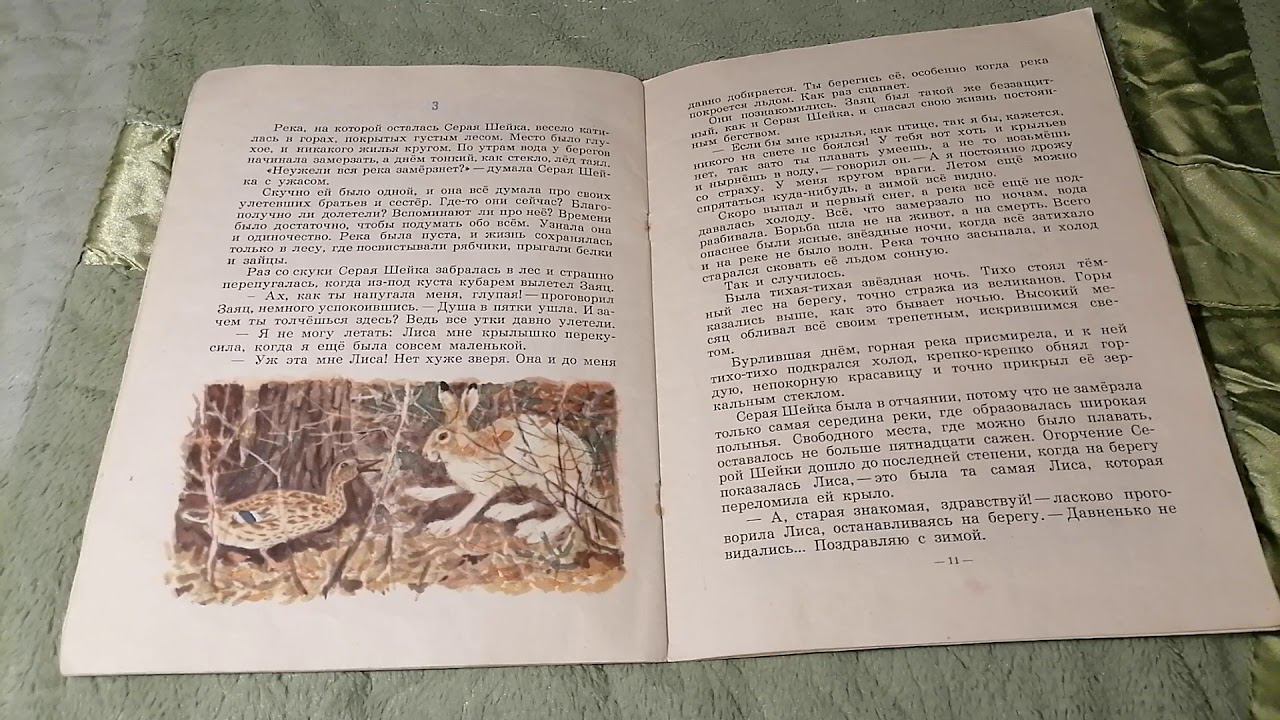 3
Река, на которой осталась Серая Шейка, весело кати-
лась в горах, покрытых густым лесом. Место было глу-
хое, и никакого жилья кругом. По утрам вода у берегов
начинала замерзать, а днём тонкий, как стекло, лёд таял.
«Неужели вся река замёрзнет?» — думала Серая Шей-
ка с ужасом.
Скучно ей было одной, и она всё думала про своих
улетевших братьев и сестёр. Где-то они сейчас? Благо-
получно ли долетели? Вспоминают ли про неё? Времени
было достаточно, чтобы подумать обо всём. Узнала она
и одиночество. Река была пуста, и жизнь сохранялась
только в лесу, где посвистывали рябчики, прыгали белки
и зайцы.
Раз со скуки Серая Шейка забралась в лес и страшно
перепугалась, когда из-под куста кубарем вылетел Заяц.
— Ах, как ты напугала меня, глупая! — проговорил
Заяц, немного успокоившись. — Душа в пятки ушла. И за-
чем ты толчёшься здесь? Ведь все утки давно улетели.
— Я не могу летать: Лиса мне крылышко перекусила,
сила, когда я ещё была совсем маленькой.
— Уж эта мне Лиса! Нет хуже зверя. Она и до меня
давно добирается. Ты берегись её, особенно когда река
покроется льдом. Как раз сцапает.
Они познакомились. Заяц был такой же беззащит-
ный, как и Серая Шейка, и спасал свою жизнь постоян-
ным бегством.
— Если бы мне крылья, как птице, так я бы, кажется,
никого на свете не боялся! У тебя вот хоть и крыльев
нет, так зато ты плавать умеешь, а не то возьмёшь
и нырнёшь в воду, — говорил он. — А я постоянно дрожу
со страху. У меня кругом враги. Летом ещё можно
спрятаться куда-нибудь, а зимой всё видно.
Скоро выпал и первый снег, а река всё ещё не под-
давалась холоду. Всё, что замерзало по ночам, вода
разбивала. Борьба шла не на живот, а на смерть. Всего
опаснее были ясные, звёздные ночи, когда всё затихало
и на реке не было волн. Река точно засыпала, и холод
старался сковать её льдом сонную.
Так и случилось.
Была тихая-тихая звёздная ночь. Тихо стоял тём-
ный лес на берегу, точно стража из великанов. Горы
казались выше, как это бывает ночью. Высокий ме-
сяц обливал всё своим трепетным, искрившимся све-
том.
Бурлившая днём, горная река присмирела, и к ней
тихо-тихо подкрался холод, крепко-крепко обнял гор-
дую, непокорную красавицу и точно прикрыл её зер-
кальным стеклом.
Серая Шейка была в отчаянии, потому что не замёрзла
только самая середина реки, где образовалась широкая
полынья. Свободного места, где можно было плавать,
оставалось не больше пятнадцати сажен. Огорчение Се-
рой Шейки дошло до последней степени, когда на берегу
показалась Лиса, — это была та самая Лиса, которая
переломила ей крыло.
— А, старая знакомая, здравствуй! — ласково прого-
ворила Лиса, останавливаясь на берегу. — Давненько не
видались... Поздравляю с зимой.
— 11 —